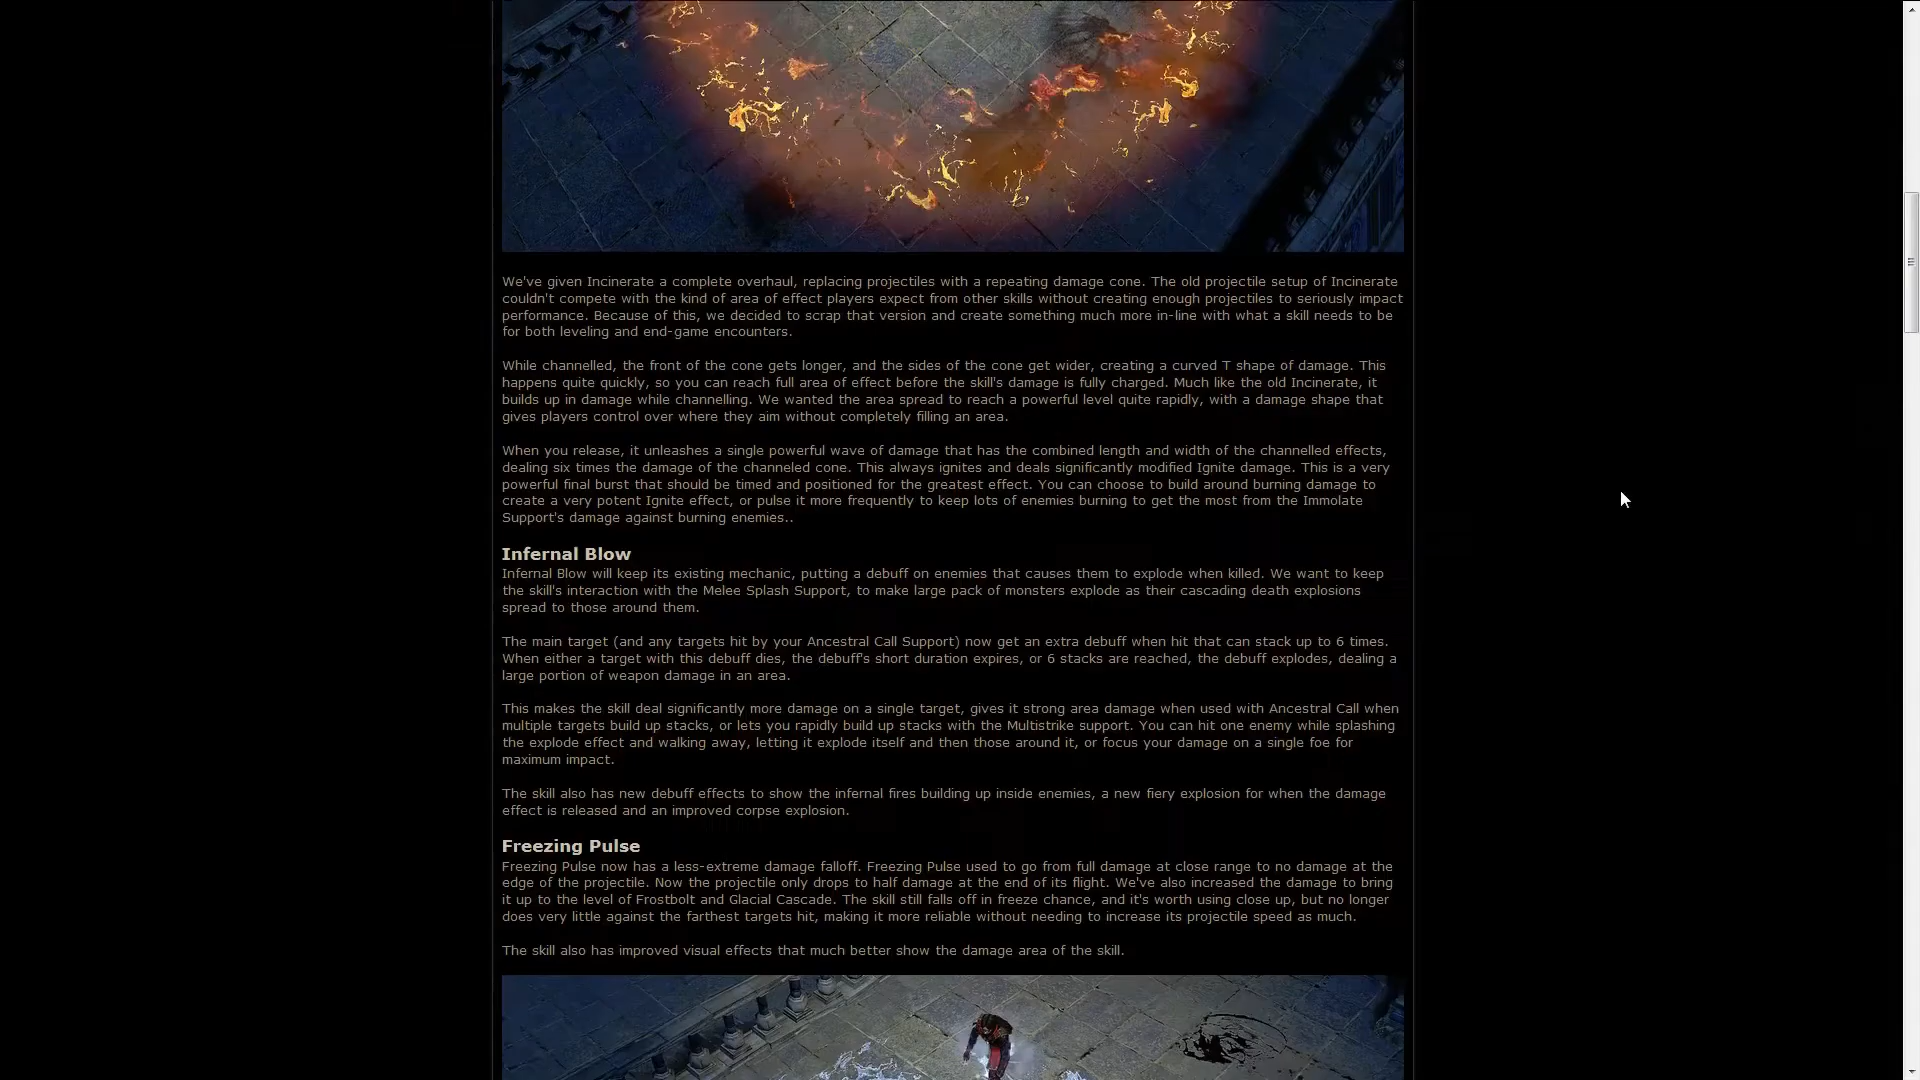 We've given Incinerate a complete overhaul, replacing projectiles with a repeating damage cone. The old projectile setup of Incinerate
couldn't compete with the kind of area of effect players expect from other skills without creating enough projectiles to seriously impact
performance. Because of this, we decided to scrap that version and create something much more in-line with what a skill needs to be
for both leveling and end-game encounters.
While channelled, the front of the cone gets longer, and the sides of the cone get wider, creating a curved T shape of damage. This
happens quite quickly, so you can reach full area of effect before the skill's damage is fully charged. Much like the old Incinerate, it
builds up in damage while channelling. We wanted the area spread to reach a powerful level quite rapidly, with a damage shape that
gives players control over where they aim without completely filling an area.
When you release, it unleashes a single powerful wave of damage that has the combined length and width of the channelled effects,
dealing six times the damage of the channeled cone. This always ignites and deals significantly modified Ignite damage. This is a very
powerful final burst that should be timed and positioned for the greatest effect. You can choose to build around burning damage to
create a very potent Ignite effect, or pulse it more frequently to keep lots of enemies burning to get the most from the Immolate
Support's damage against burning enemies..
Infernal Blow
Infernal Blow will keep its existing mechanic, putting a debuff on enemies that causes them to explode when killed. We want to keep
the skill's interaction with the Melee Splash Support, to make large pack of monsters explode as their cascading death explosions
spread to those around them.
The main target (and any targets hit by your Ancestral Call Support) now get an extra debuff when hit that can stack up to 6 times.
When either a target with this debuff dies, the debuff's short duration expires, or 6 stacks are reached, the debuff explodes, dealing a
large portion of weapon damage in an area.
This makes the skill deal significantly more damage on a single target, gives it strong area damage when used with Ancestral Call when
multiple targets build up stacks, or lets you rapidly build up stacks with the Multistrike support. You can hit one enemy while splashing
the explode effect and walking away, letting it explode itself and then those around it, or focus your damage on a single foe for
maximum impact.
The skill also has new debuff effects to show the infernal fires building up inside enemies, a new fiery explosion for when the damage
effect is released and an improved corpse explosion.
Freezing Pulse
Freezing Pulse now has a less-extreme damage falloff. Freezing Pulse used to go from full damage at close range to no damage at the
edge of the projectile. Now the projectile only drops to half damage at the end of its flight. We've also increased the damage to bring
it up to the level of Frostbolt and Glacial Cascade. The skill still falls off in freeze chance, and it's worth using close up, but no longer
does very little against the farthest targets hit, making it more reliable without needing to increase its projectile speed as much.
The skill also has improved visual effects that much better show the damage area of the skill.